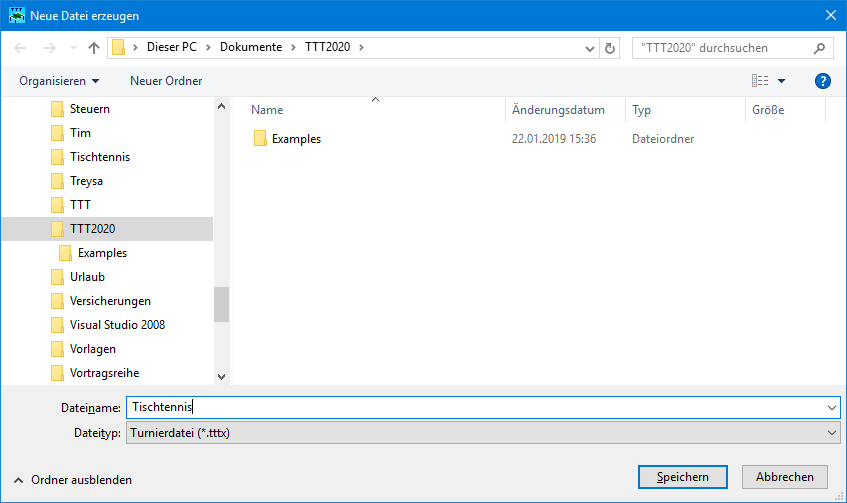 Neue Datei erzeugen
Dieser PC > Dokumente > TTT2020 >
"TTT2020" durchsuchen
Organisieren Neuer Ordner
?
Steuern
Tim
Tischtennis
Treysa
TTT
TTT2020
Examples
Urlaub
Versicherungen
Visual Studio 2008
Vorlagen
Vortragsreihe
Name Änderungsdatum Typ Größe
Examples 22.01.2019 15:36 Dateiordner
Dateiname: Tischtennis
Dateityp: Turnierdatei (*.tttx)
Ordner ausblenden
Speichern Abbrechen